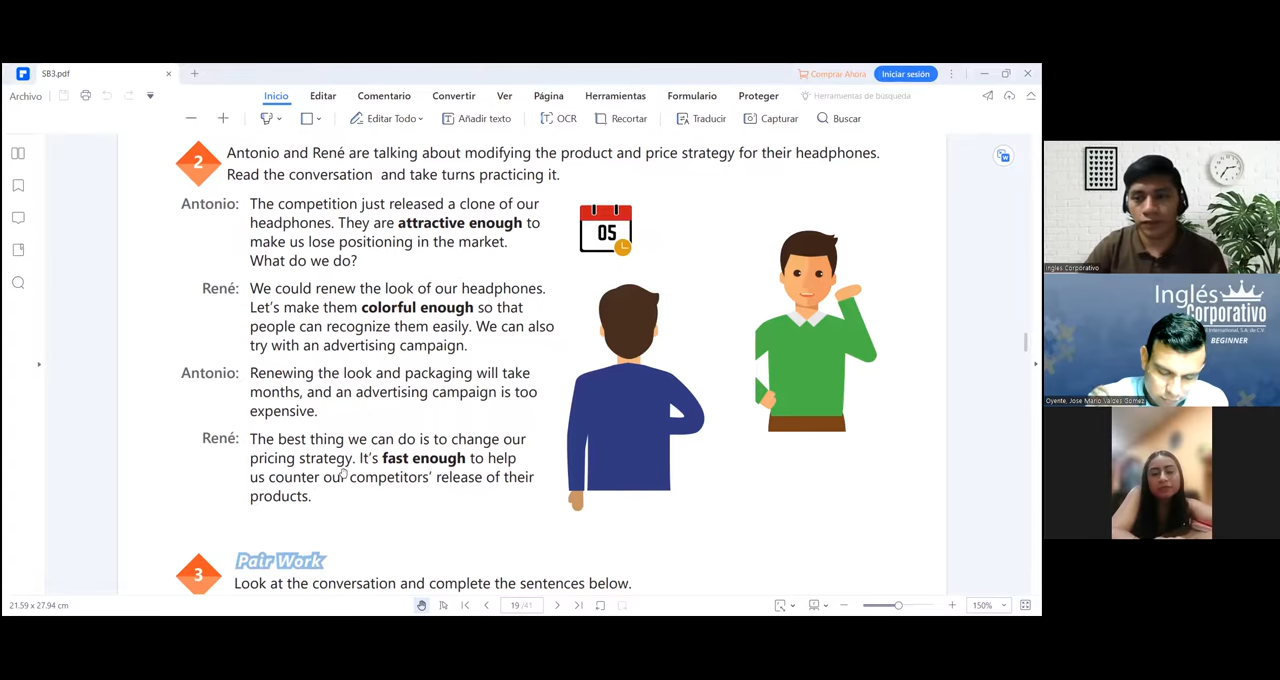 SB3.pdf
Comprar Ahora
Iniciar sesión
Archivo
Inicio
Editar
Comentario
Convertir
Ver
Página
Herramientas
Formulario
Proteger
Herramientas de búsqueda
Editar Todo
Añadir texto
OCR
Recortar
Traducir
Capturar
Buscar
2
Antonio and René are talking about modifying the product and price strategy for their headphones.
Read the conversation and take turns practicing it.
Antonio: The competition just released a clone of our
headphones. They are attractive enough to
make us lose positioning in the market.
What do we do?
René: We could renew the look of our headphones.
Let's make them colorful enough so that
people can recognize them easily. We can also
try with an advertising campaign.
Antonio: Renewing the look and packaging will take
months, and an advertising campaign is too
expensive.
René: The best thing we can do is to change our
pricing strategy. It's fast enough to help
us counter our competitors' release of their
products.
05
3
Pair Work
Look at the conversation and complete the sentences below.
21.59 x 27.94 cm
19 /41
150%
Inglés Corporativo
Inglés
Corporativo
International, S.A. de C.V.
BEGINNER
Oyente, Jose Mario Valdes Gomez